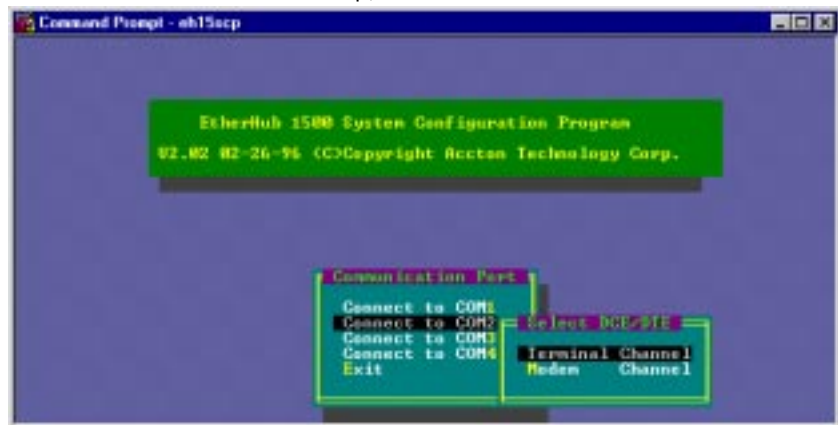 Command Prompt - eh15scp
EtherHub 1500 System Configuration Program
V2.02 02-26-96 (C)Copyright Accton Technology Corp.
Communication Port
Connect to COM1
Connect to COM2
Connect to COM3
Connect to COM4
Exit
Select DCE/DTE
Terminal Channel
Modem Channel